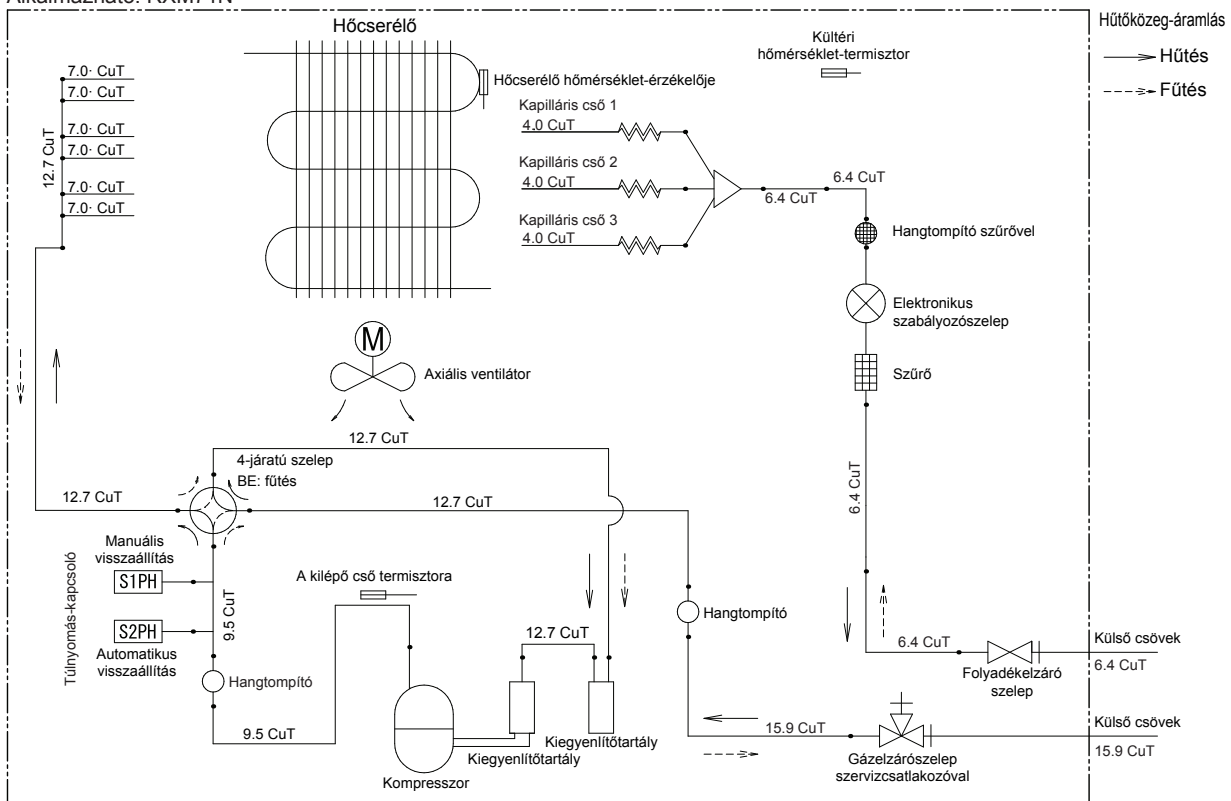 Alkalmazható: RXM71N
Hőcserélő
Kültéri
hőmérséklet-termisztor
Hűtőközeg-áramlás
Hűtés
Fűtés
7.0· CuT
7.0· CuT
7.0· CuT
7.0· CuT
7.0· CuT
7.0· CuT
12.7 CuT
Hőcserélő hőmérséklet-érzékelője
Kapilláris cső 1
4.0 CuT
Kapilláris cső 2
4.0 CuT
Kapilláris cső 3
4.0 CuT
6.4 CuT
6.4 CuT
Hangtompító szűrővel
Elektronikus
szabályozószelep
Szűrő
M
Axiális ventilátor
12.7 CuT
4-járatú szelep
BE: fűtés
12.7 CuT
12.7 CuT
6.4 CuT
Túlnyomás-kapcsoló
Manuális
visszaállítás
S1PH
S2PH
Automatikus
visszaállítás
9.5 CuT
A kilépő cső termisztora
Hangtompító
12.7 CuT
Hangtompító
9.5 CuT
Kompresszor
Kiegyenlítőtartály
Kiegyenlítőtartály
6.4 CuT
Folyadékelzáró
szelep
Külső csövek
6.4 CuT
15.9 CuT
Gázelzárószelep
szervizcsatlakozóval
Külső csövek
15.9 CuT